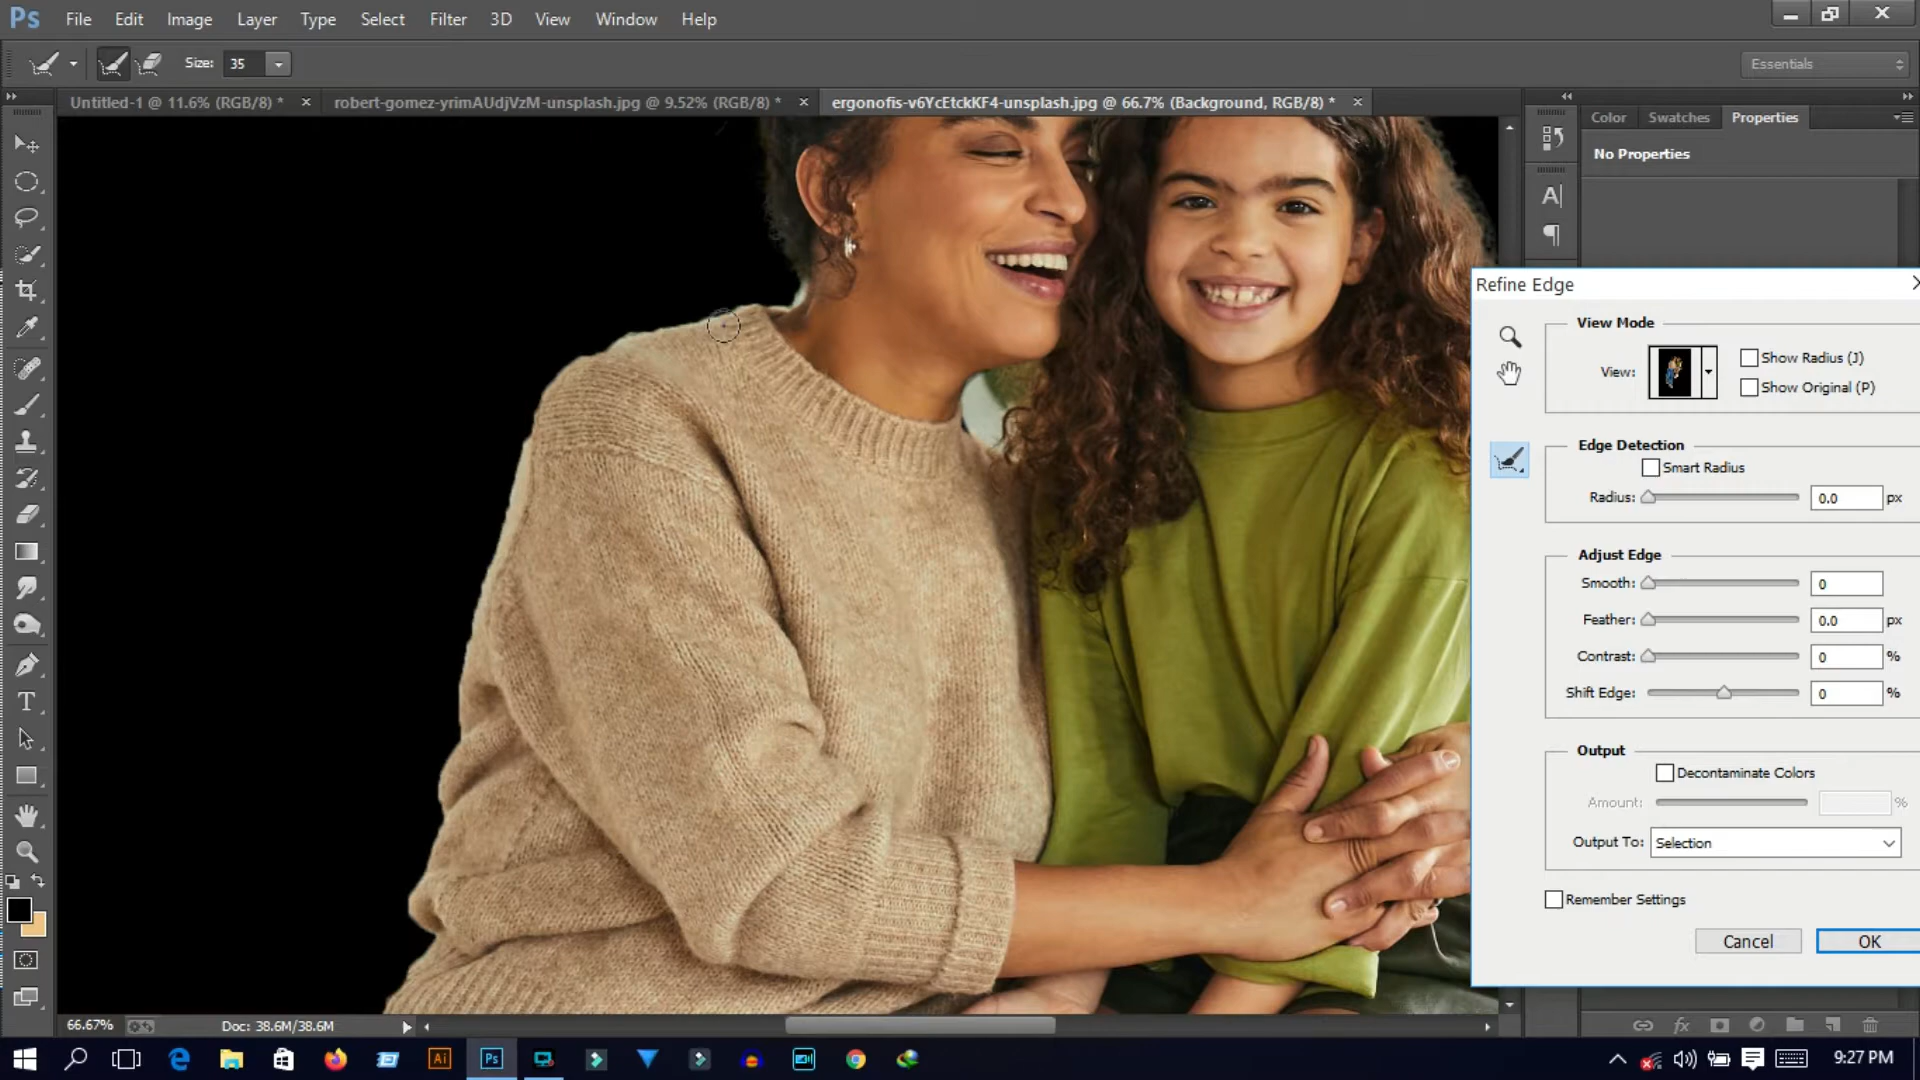 Ps File Edit Image Layer Type Select Filter 3D View Window Help
Size: 35 Essentials
Untitled-1 @ 11.6% (RGB/8) * × robert-gomez-yrimAUdjVzM-unsplash.jpg @ 9.52% (RGB/8) * × ergonofis-v6YcEtckKF4-unsplash.jpg @ 66.7% (Background, RGB/8) * ×
Color Swatches Properties
No Properties
Refine Edge
View Mode
View: Show Radius (J)
Show Original (P)
Edge Detection
Smart Radius
Radius: 0.0 px
Adjust Edge
Smooth: 0
Feather: 0.0 px
Contrast: 0 %
Shift Edge: 0 %
Output
Decontaminate Colors
Amount: %
Output To: Selection
Remember Settings
Cancel OK
66.67% Doc: 38.6M/38.6M
Ai Ps 9:27 PM